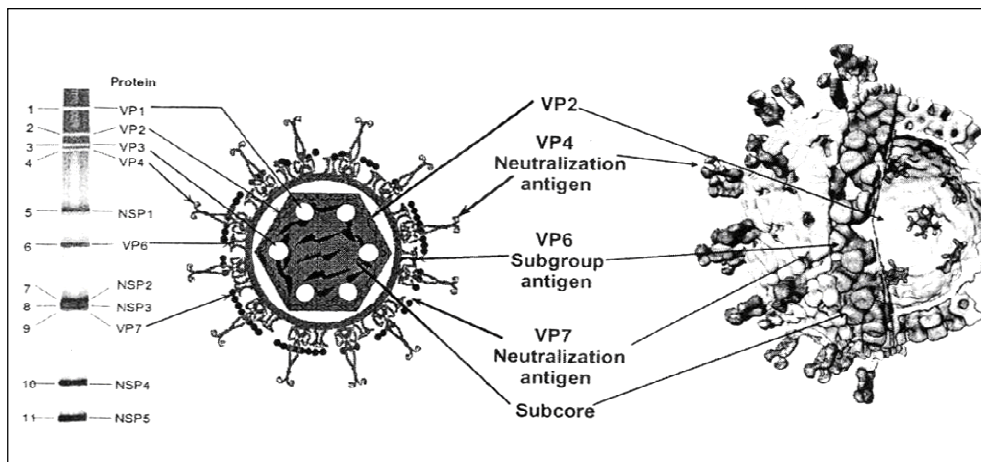 Protein
1 VP1
2 VP2
3 VP3
4 VP4
5 NSP1
6 VP6
7 NSP2
8 NSP3
9 VP7
10 NSP4
11 NSP5
VP2
VP4
Neutralization
antigen
VP6
Subgroup
antigen
VP7
Neutralization
antigen
Subcore